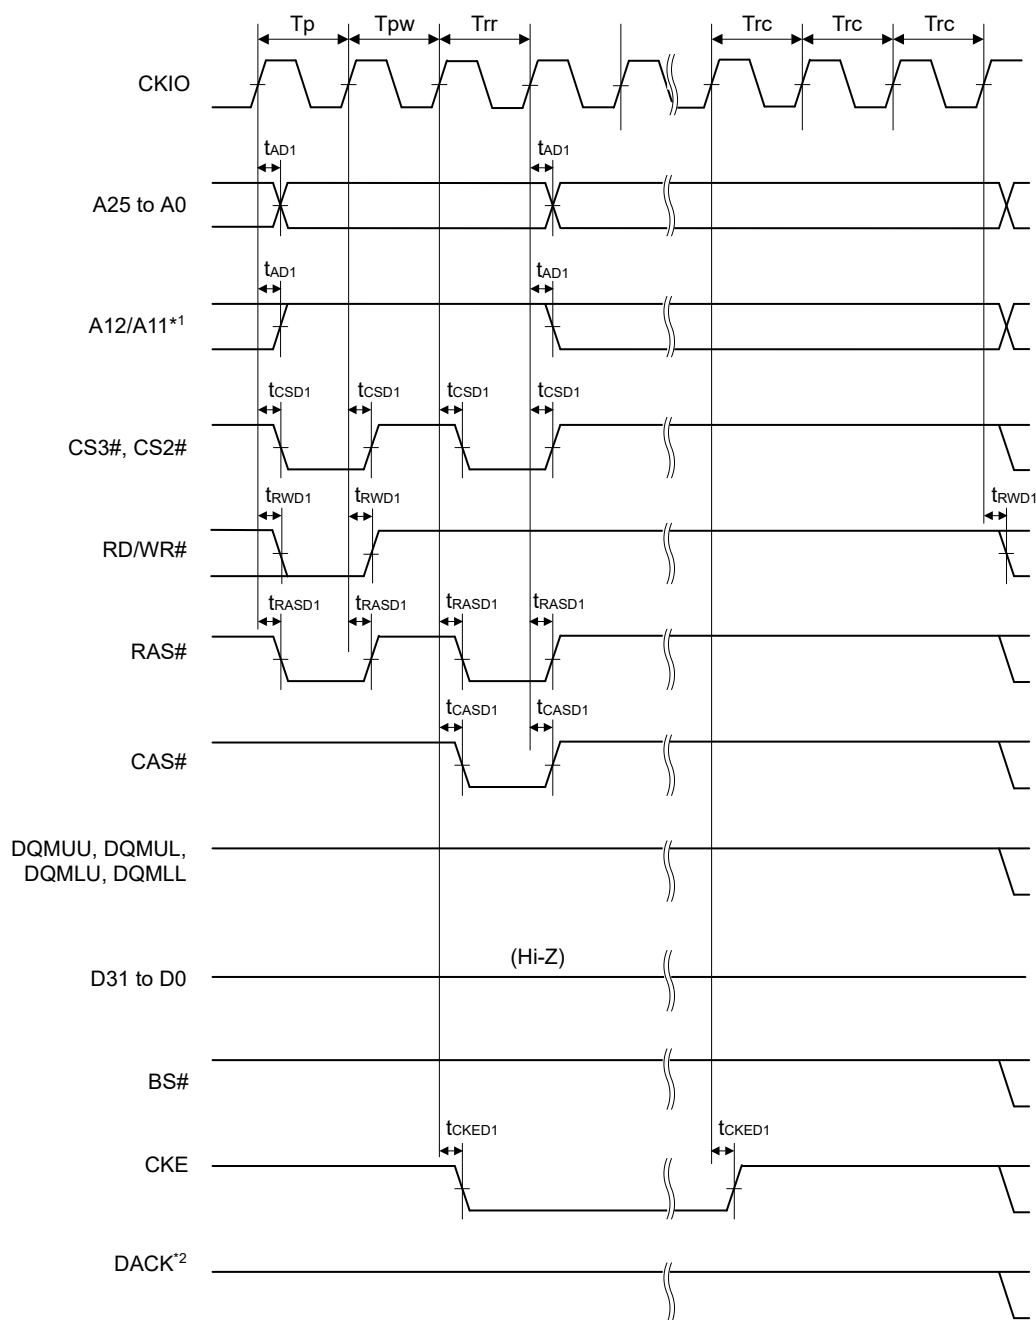 Tp Tpw Trr Trc Trc Trc
CKIO
tAD1 tAD1
A25 to A0
tAD1 tAD1
A12/A11*1
tCSD1 tCSD1 tCSD1 tCSD1
CS3#, CS2#
tRWD1 tRWD1 tRWD1
RD/WR#
tRASD1 tRASD1 tRASD1 tRASD1
RAS#
tCASD1 tCASD1
CAS#
DQMUU, DQMUL,
DQMLU, DQMLL
(Hi-Z)
D31 to D0
BS#
tCKED1 tCKED1
CKE
DACK*2